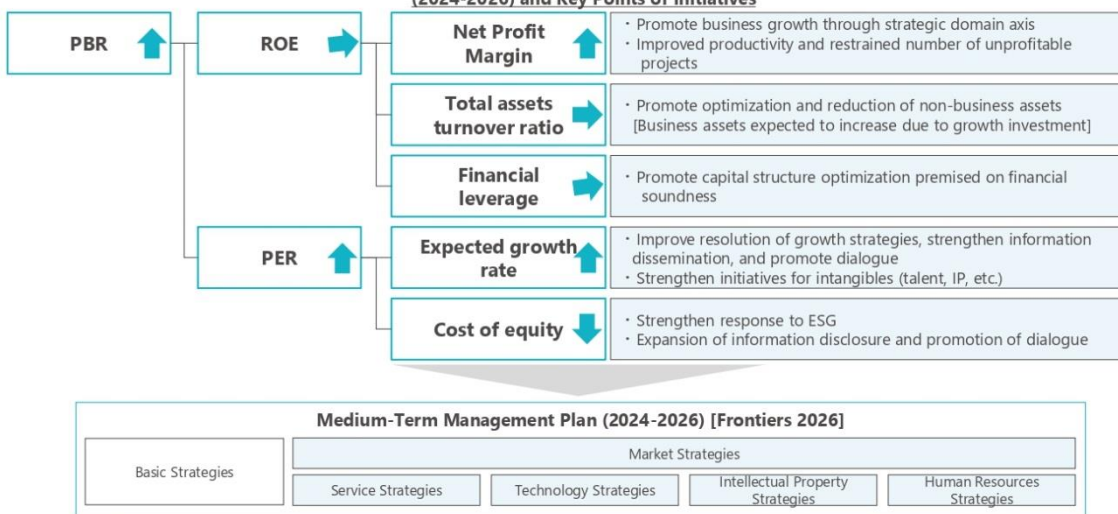 (2024-2026) and Key Points of Initiatives
PBR
ROE
Net Profit
Margin
・Promote business growth through strategic domain axis
・Improved productivity and restrained number of unprofitable
projects
Total assets
turnover ratio
・Promote optimization and reduction of non-business assets
[Business assets expected to increase due to growth investment]
Financial
leverage
・Promote capital structure optimization premised on financial
soundness
PER
Expected growth
rate
・Improve resolution of growth strategies, strengthen information
dissemination, and promote dialogue
・Strengthen initiatives for intangibles (talent, IP, etc.)
Cost of equity
・Strengthen response to ESG
・Expansion of information disclosure and promotion of dialogue
Medium-Term Management Plan (2024-2026) [Frontiers 2026]
Basic Strategies
Market Strategies
Service Strategies
Technology Strategies
Intellectual Property
Strategies
Human Resources
Strategies